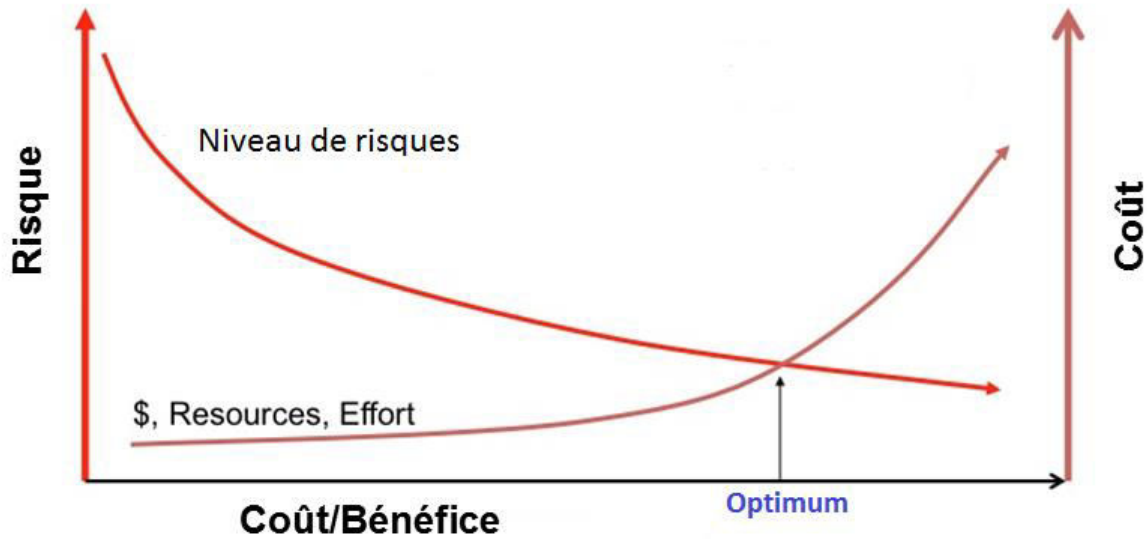 Niveau de risques
Risque
Coût
$, Resources, Effort
Coût/Bénéfice
Optimum